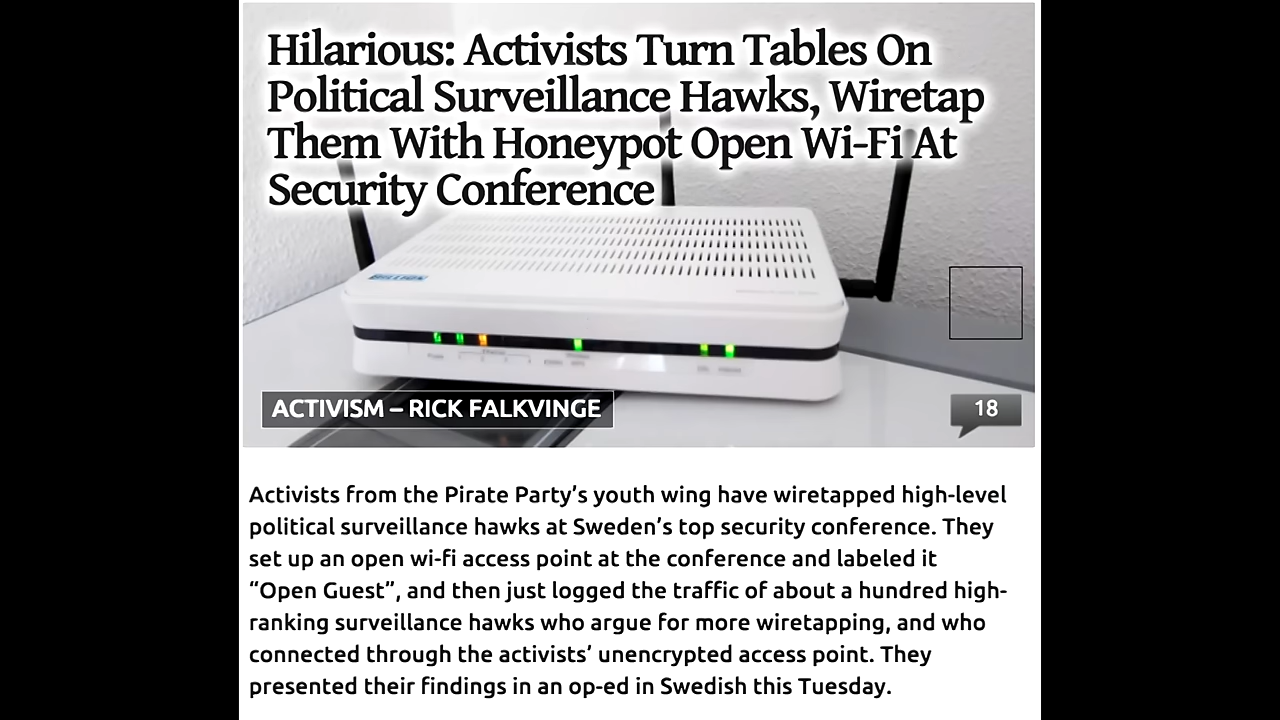 Hilarious: Activists Turn Tables On
Political Surveillance Hawks, Wiretap
Them With Honeypot Open Wi-Fi At
Security Conference
BILLION
ACTIVISM – RICK FALKVINGE
18
Activists from the Pirate Party’s youth wing have wiretapped high-level
political surveillance hawks at Sweden’s top security conference. They
set up an open wi-fi access point at the conference and labeled it
“Open Guest”, and then just logged the traffic of about a hundred high-
ranking surveillance hawks who argue for more wiretapping, and who
connected through the activists’ unencrypted access point. They
presented their findings in an op-ed in Swedish this Tuesday.